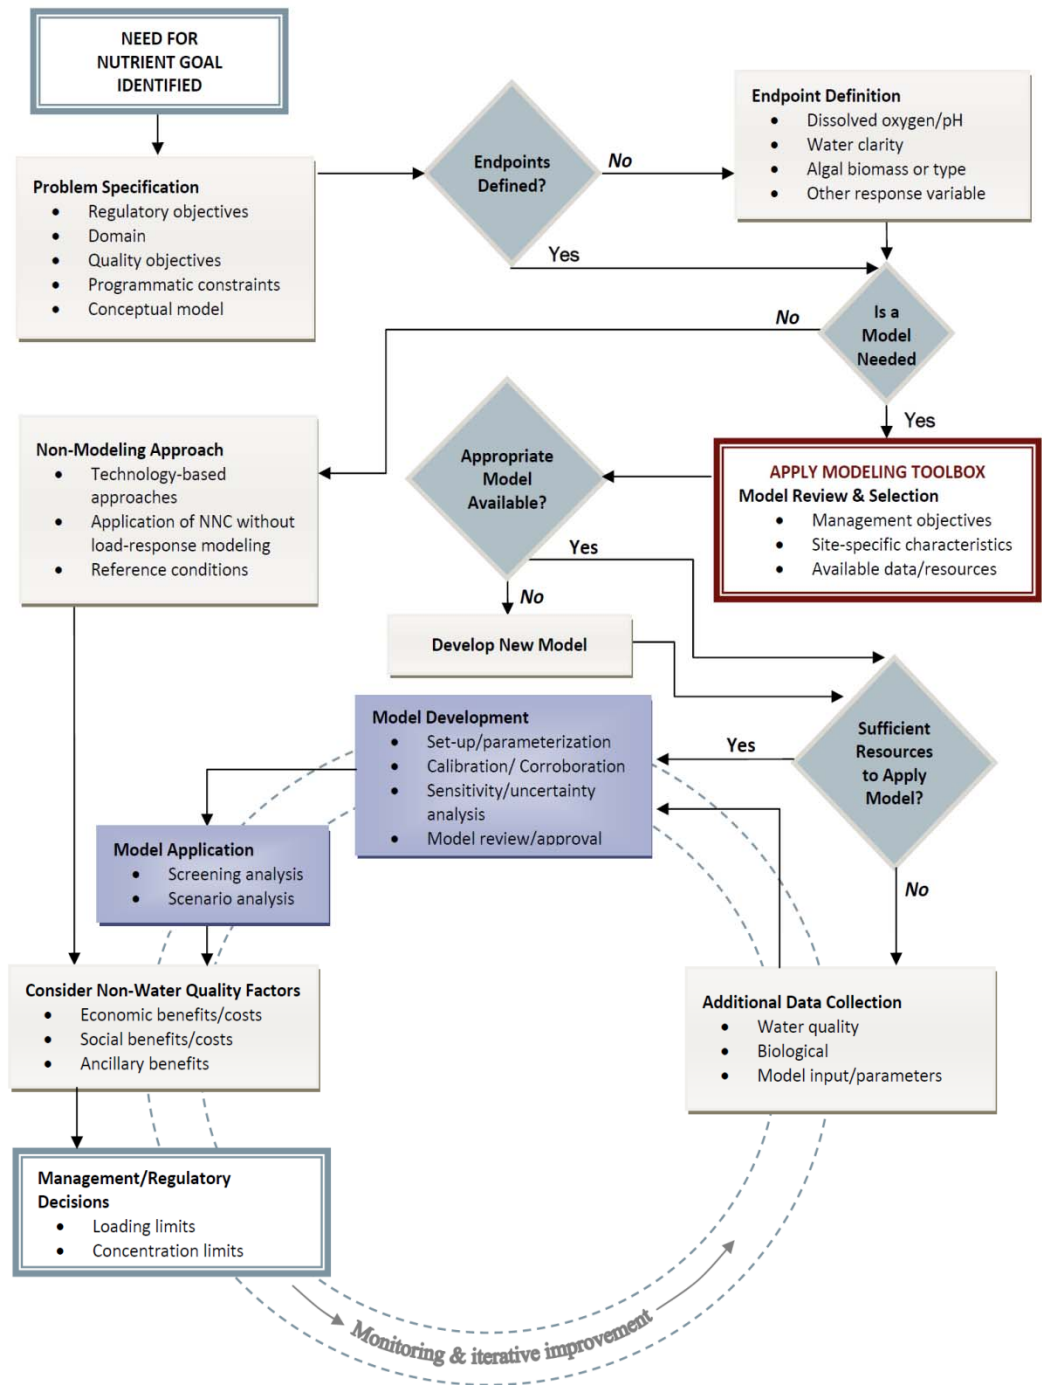 NEED FOR
NUTRIENT GOAL
IDENTIFIED
Problem Specification
• Regulatory objectives
• Domain
• Quality objectives
• Programmatic constraints
• Conceptual model
Endpoints
Defined?
No
Yes
Endpoint Definition
• Dissolved oxygen/pH
• Water clarity
• Algal biomass or type
• Other response variable
Is a
Model
Needed
No
Yes
Non-Modeling Approach
• Technology-based
approaches
• Application of NNC without
load-response modeling
• Reference conditions
APPLY MODELING TOOLBOX
Model Review & Selection
• Management objectives
• Site-specific characteristics
• Available data/resources
Appropriate
Model
Available?
Yes
No
Develop New Model
Sufficient
Resources
to Apply
Model?
Yes
No
Model Development
• Set-up/parameterization
• Calibration/ Corroboration
• Sensitivity/uncertainty
analysis
• Model review/approval
Model Application
• Screening analysis
• Scenario analysis
Additional Data Collection
• Water quality
• Biological
• Model input/parameters
Consider Non-Water Quality Factors
• Economic benefits/costs
• Social benefits/costs
• Ancillary benefits
Management/Regulatory
Decisions
• Loading limits
• Concentration limits
Monitoring & iterative improvement